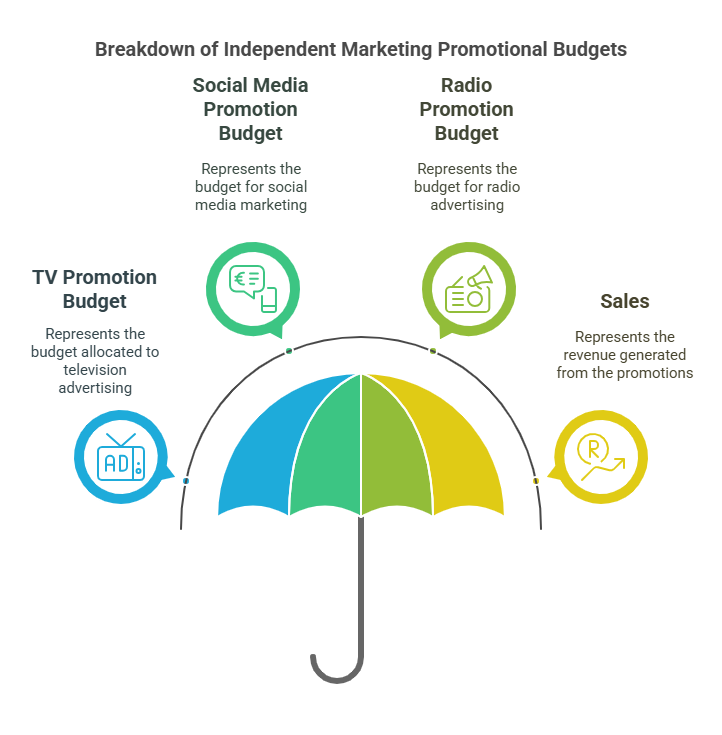 Breakdown of Independent Marketing Promotional Budgets
Social Media
Promotion
Budget
Represents the
budget for social
media marketing
Radio
Promotion
Budget
Represents the
budget for radio
advertising
TV Promotion
Budget
Represents the
budget allocated to
television
advertising
AD
€
Sales
Represents the
revenue generated
from the promotions
R